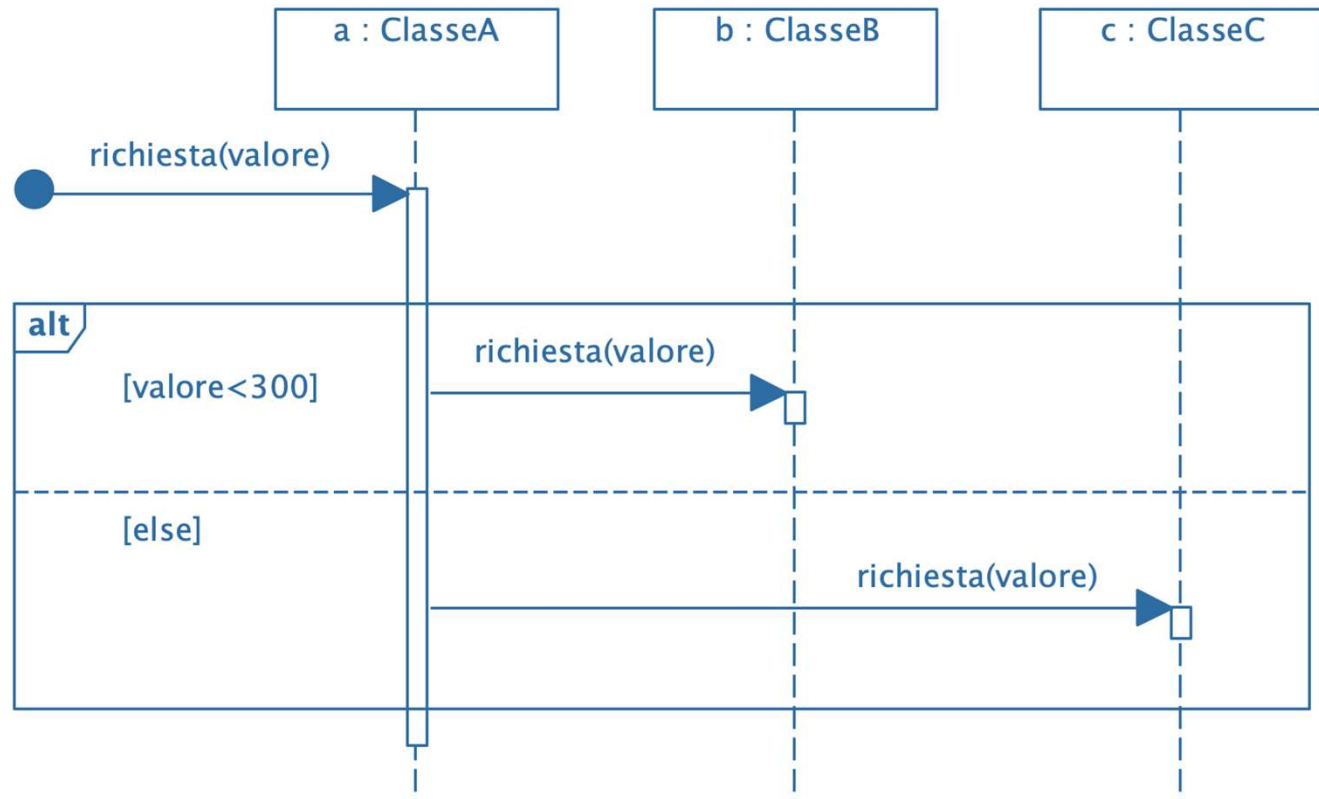 a : ClasseA
b : ClasseB
c : ClasseC
richiesta(valore)
alt
richiesta(valore)
[valore<300]
[else]
richiesta(valore)